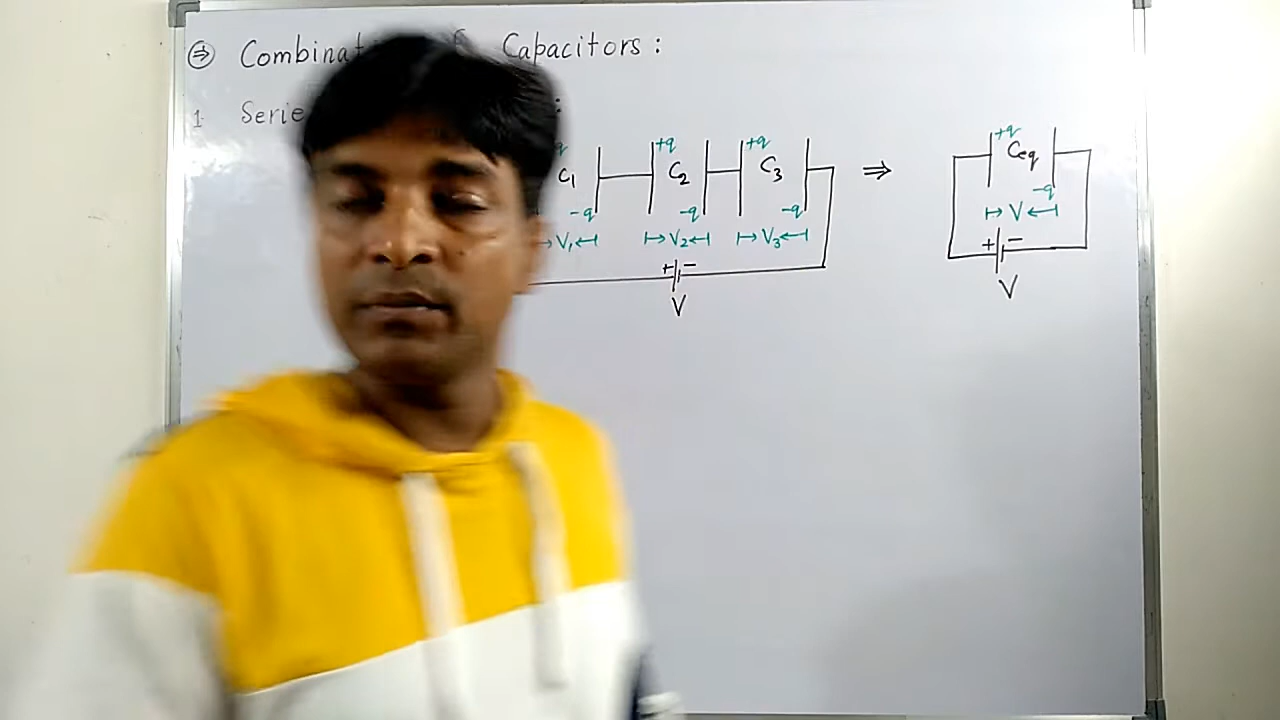 ⇒ Combinat Capacitors :
1. Serie :
q C₁ -q V₁ +q C₂ -q V₂ +q C₃ -q V₃ ⇒ +q Ceq -q V
+ - V + - V